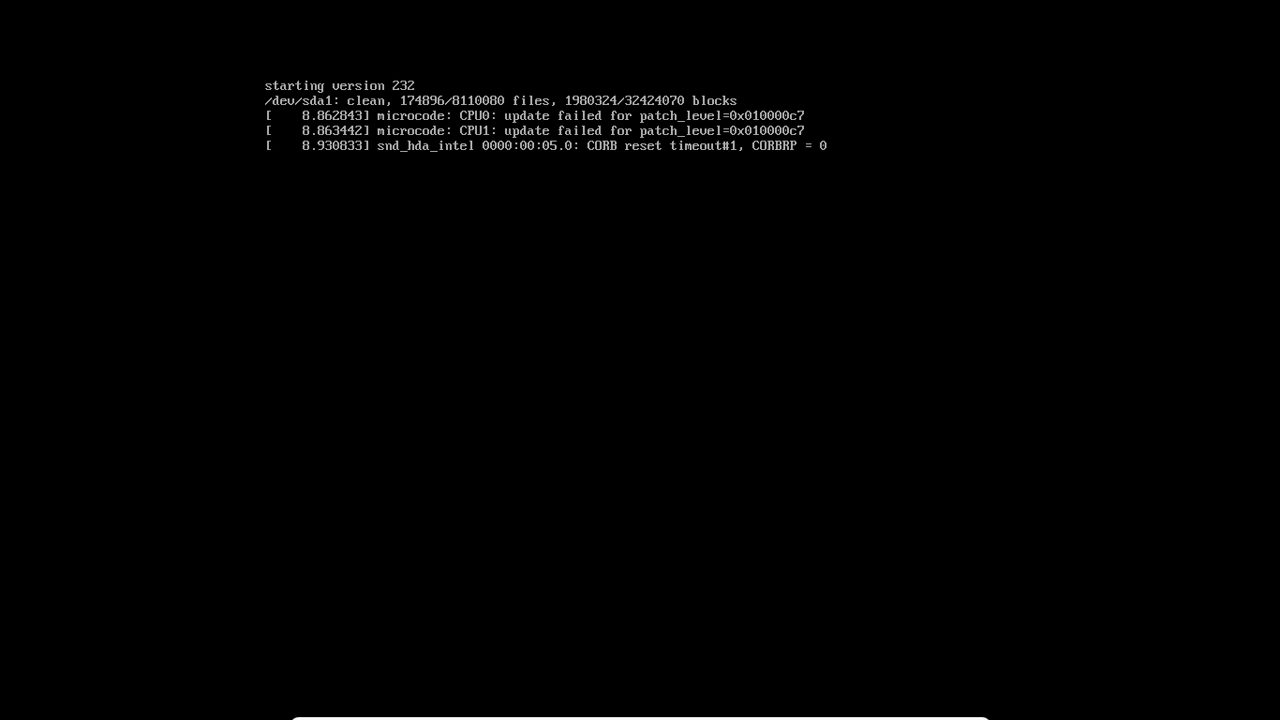 starting version 232
/dev/sda1: clean, 174896/8110080 files, 1980324/32424070 blocks
[    8.862843] microcode: CPU0: update failed for patch_level=0x010000c7
[    8.863442] microcode: CPU1: update failed for patch_level=0x010000c7
[    8.930833] snd_hda_intel 0000:00:05.0: CORB reset timeout#1, CORBRP = 0